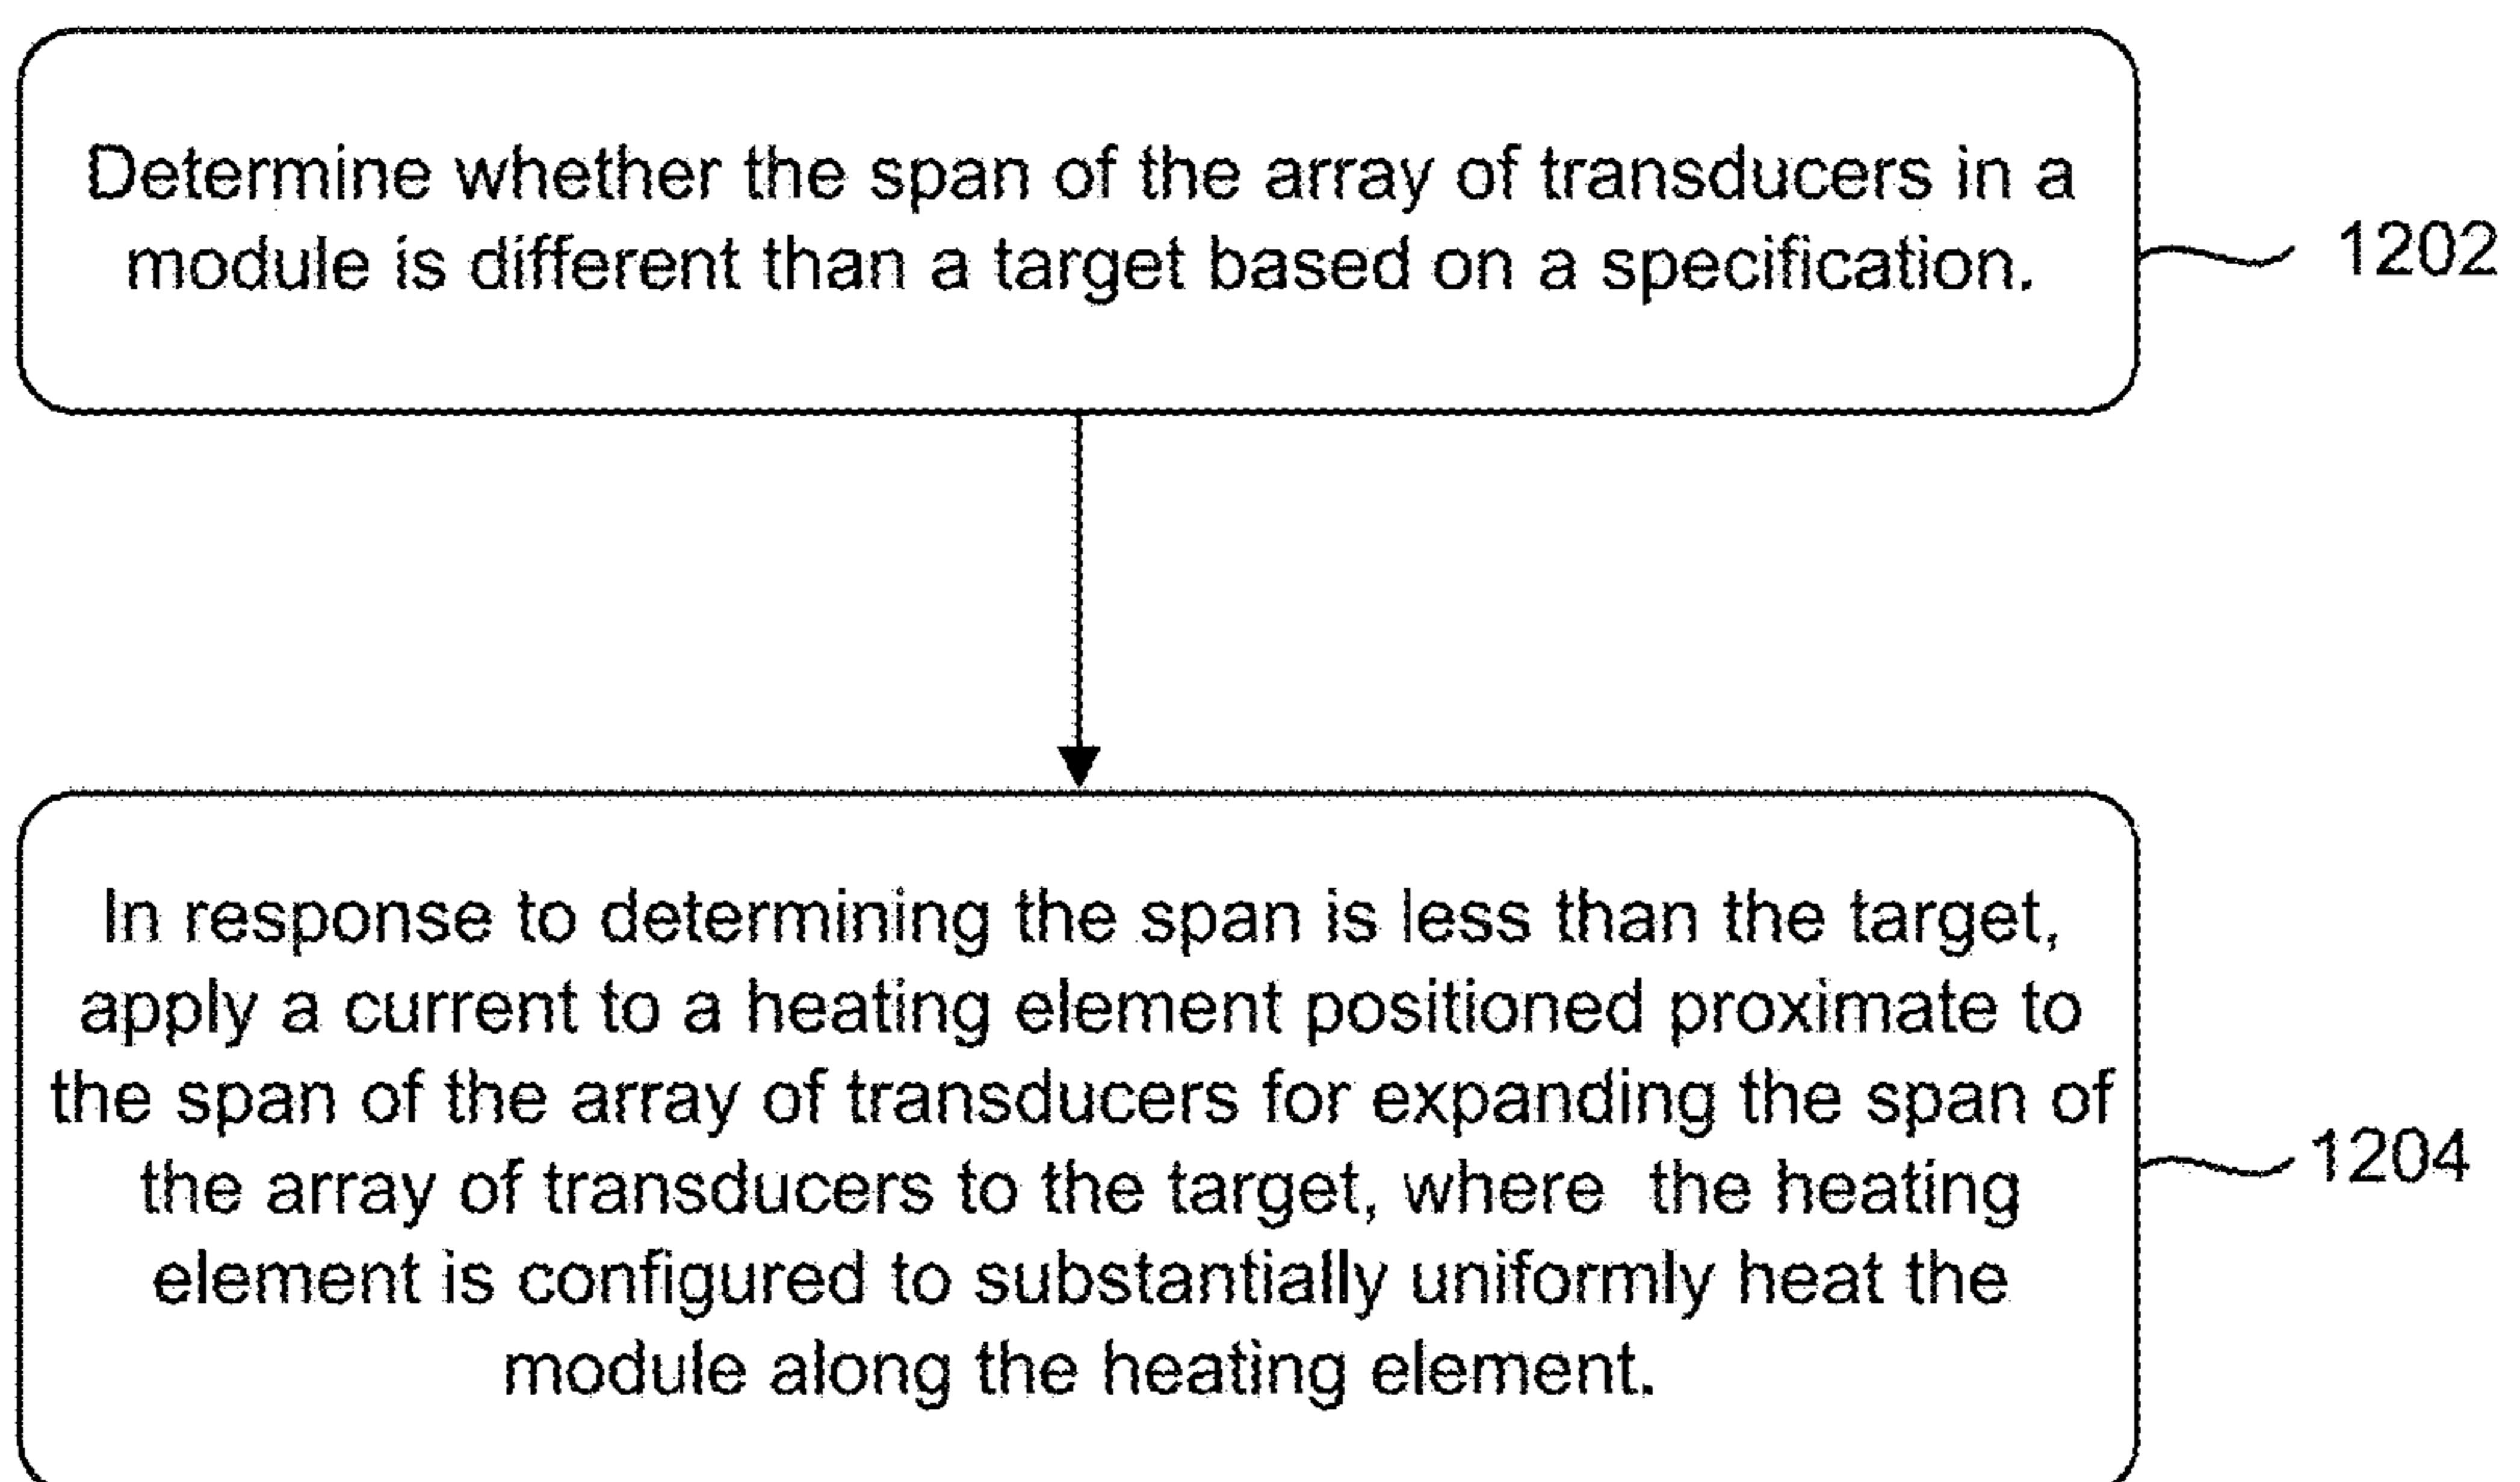 Determine whether the span of the array of transducers in a
module is different than a target based on a specification.
1202
In response to determining the span is less than the target,
apply a current to a heating element positioned proximate to
the span of the array of transducers for expanding the span of
the array of transducers to the target, where the heating
element is configured to substantially uniformly heat the
module along the heating element.
1204